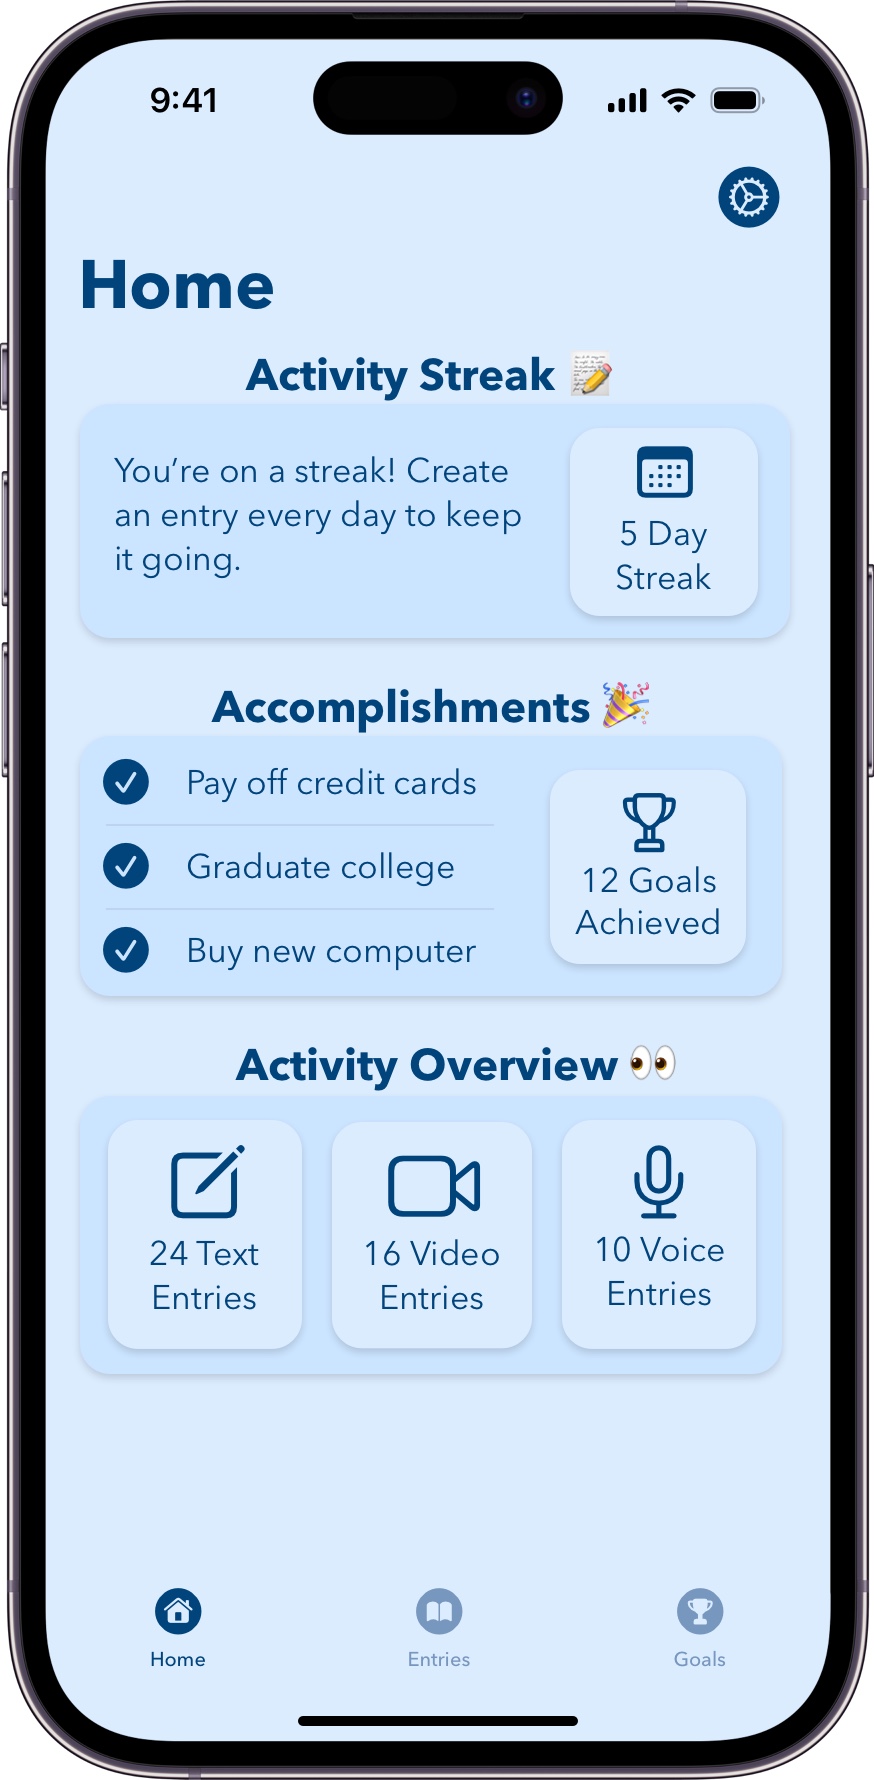 9:41
Home
Activity Streak 📝
You're on a streak! Create
an entry every day to keep
it going.
5 Day
Streak
Accomplishments 🎉
Pay off credit cards
Graduate college
Buy new computer
12 Goals
Achieved
Activity Overview 👀
24 Text
Entries
16 Video
Entries
10 Voice
Entries
Home
Entries
Goals